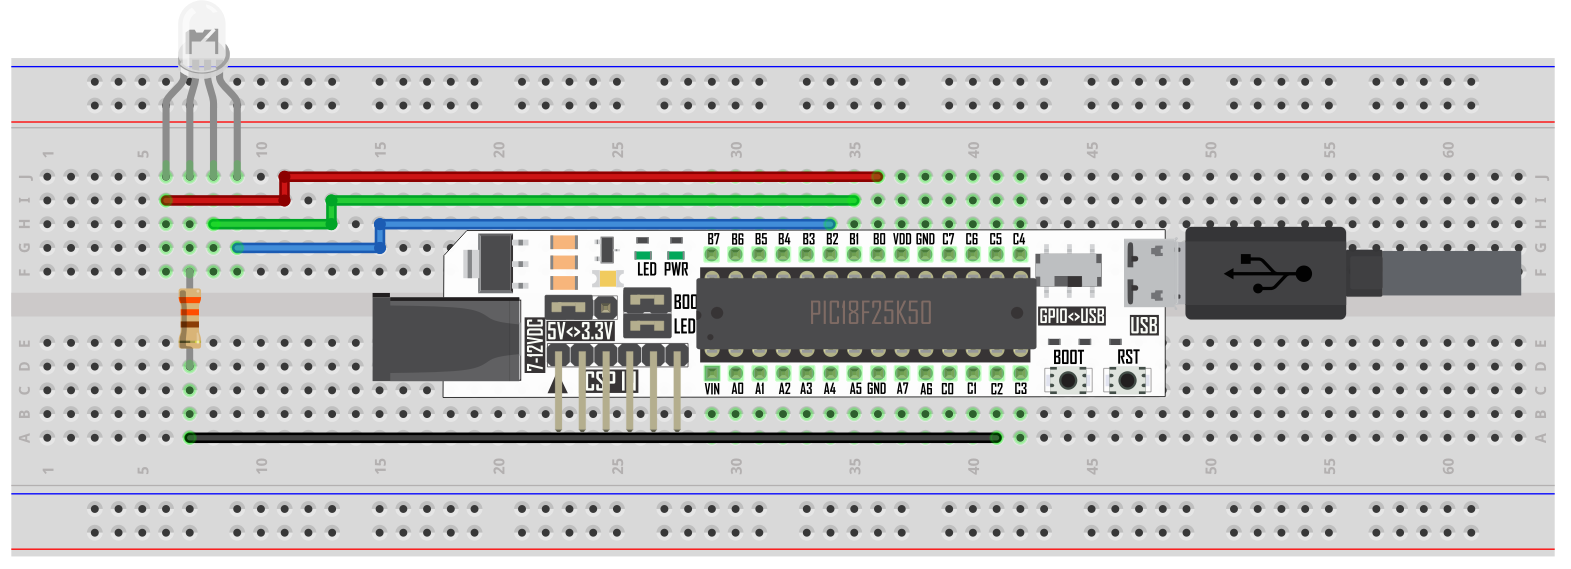 1 5 10 15 20 25 30 35 40 45 50 55 60
J J
I I
H H
G G
F F
B7 B6 B5 B4 B3 B2 B1 B0 VDD GND C7 C6 C5 C4
LED PWR
BOO
LED
5V<>3.3V
7-12VDC
PIC18F25K50
GPIO<>USB
USB
BOOT RST
VIN A0 A1 A2 A3 A4 A5 GND A7 A6 C0 C1 C2 C3
E E
D D
C C
B B
A A
1 5 10 15 20 25 30 35 40 45 50 55 60